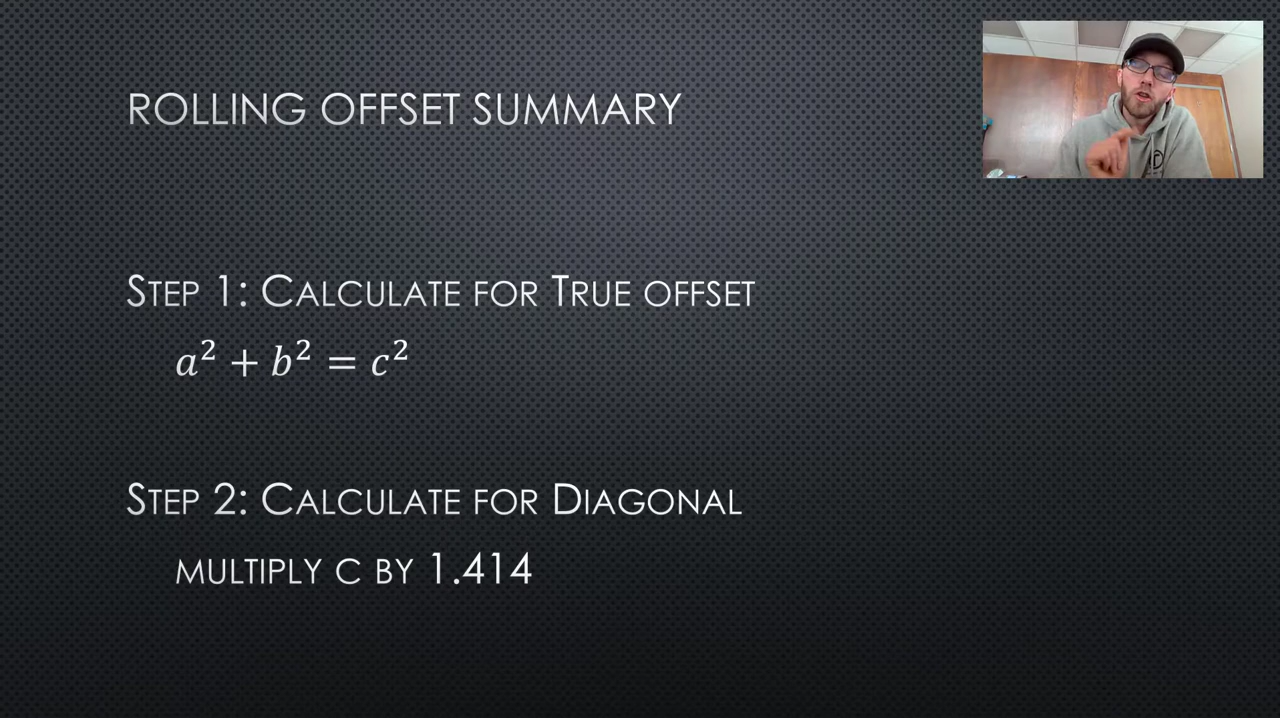 ROLLING OFFSET SUMMARY
STEP 1: CALCULATE FOR TRUE OFFSET
a² + b² = c²
STEP 2: CALCULATE FOR DIAGONAL
MULTIPLY C BY 1.414